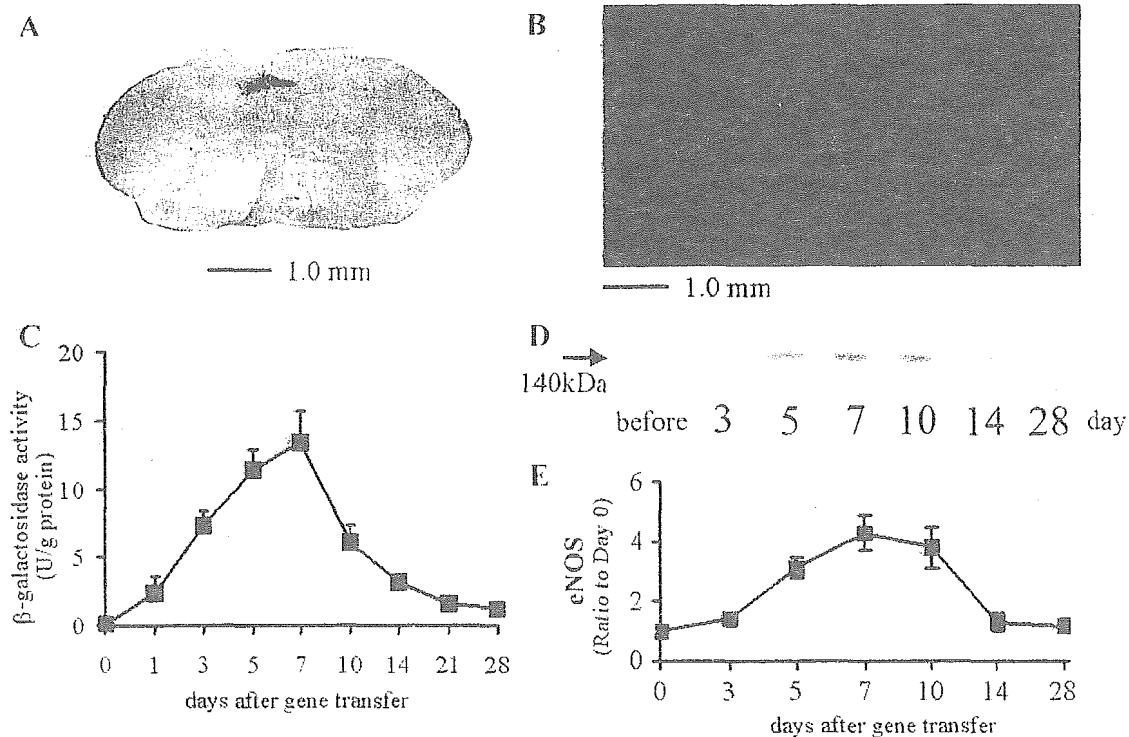 A
1.0 mm
B
1.0 mm
C
β-galactosidase activity
(U/g protein)
20
15
10
5
0
0 1 3 5 7 10 14 21 28
days after gene transfer
D
140kDa
before 3 5 7 10 14 28 day
E
eNOS
(Ratio to Day 0)
6
4
2
0
0 3 5 7 10 14 28
days after gene transfer